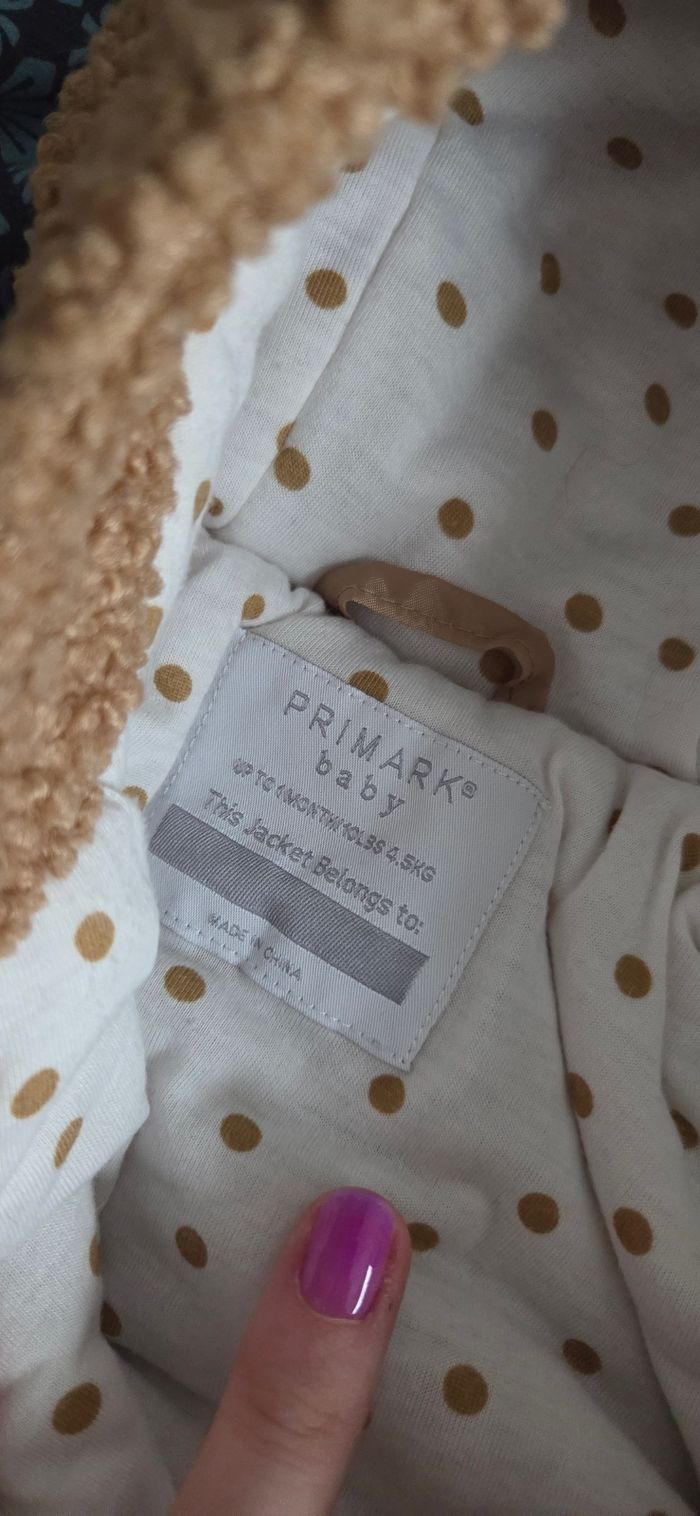 PRIMARK®
baby
UP TO 1 MONTH/10LBS 4.5KG
This Jacket Belongs to:
MADE IN CHINA